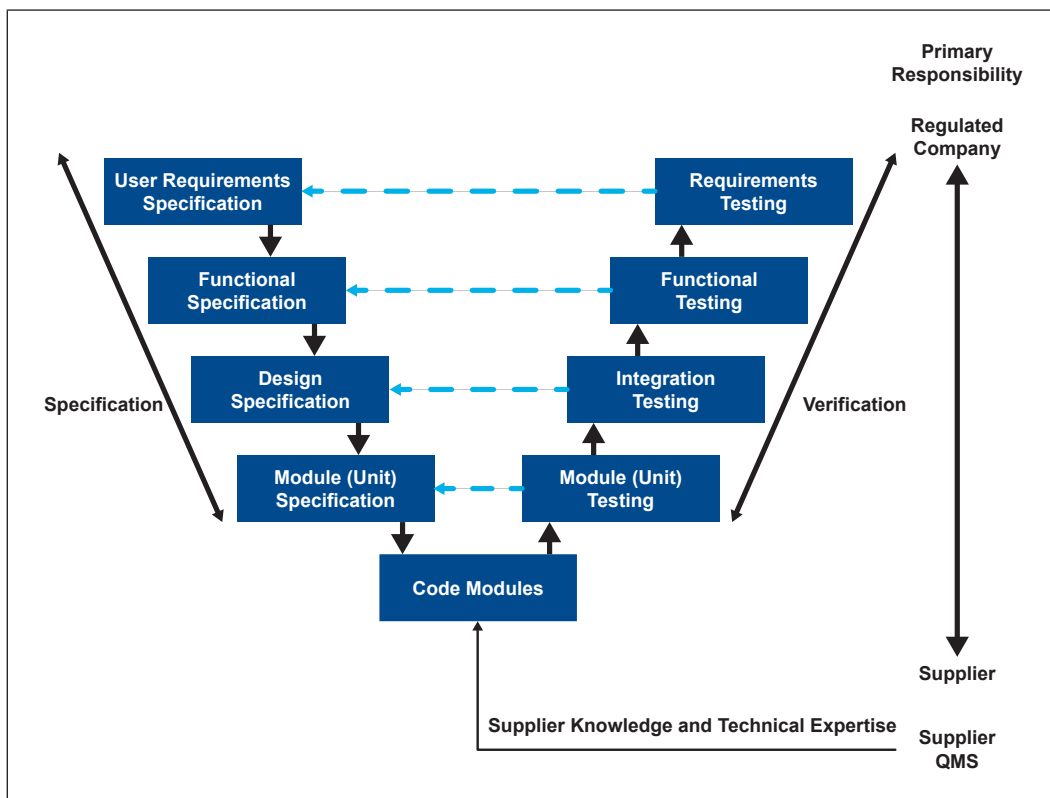 Primary
Responsibility
Regulated
Company
User Requirements
Specification
Requirements
Testing
Functional
Specification
Functional
Testing
Design
Specification
Integration
Testing
Specification
Verification
Module (Unit)
Specification
Module (Unit)
Testing
Code Modules
Supplier
Supplier Knowledge and Technical Expertise
Supplier
QMS